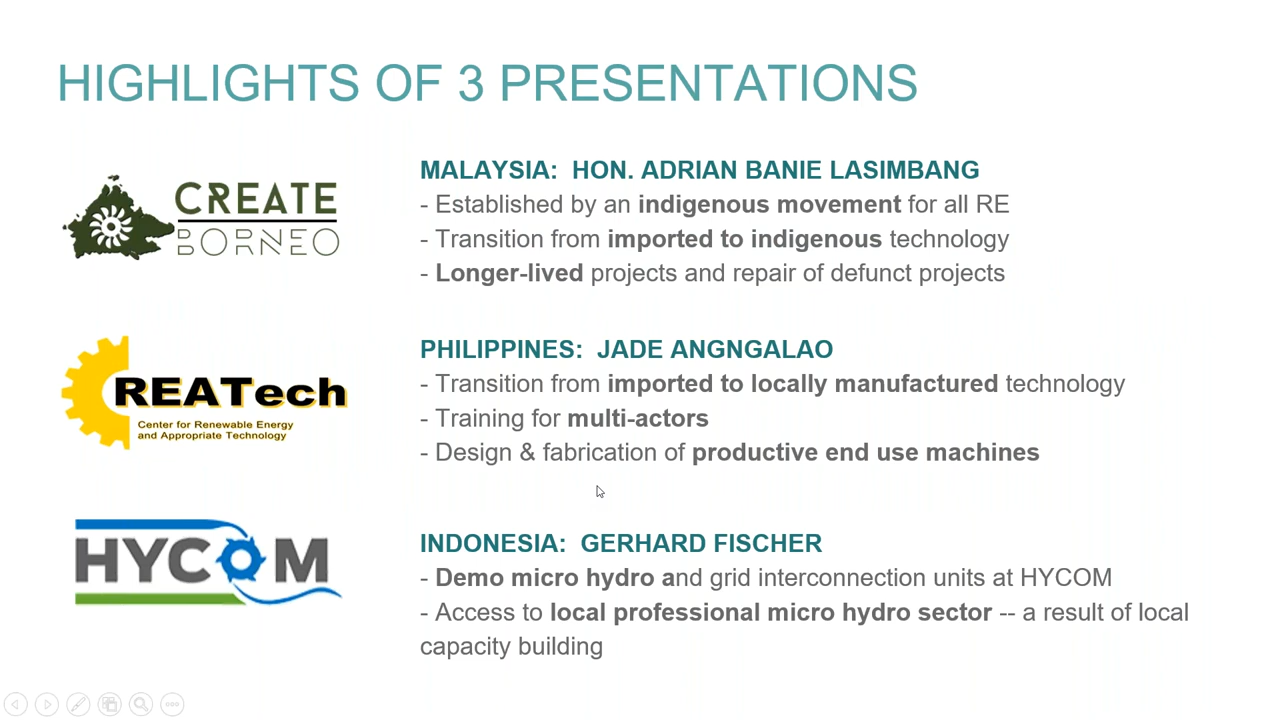 HIGHLIGHTS OF 3 PRESENTATIONS
CREATE
BORNEO
MALAYSIA: HON. ADRIAN BANIE LASIMBANG
- Established by an indigenous movement for all RE
- Transition from imported to indigenous technology
- Longer-lived projects and repair of defunct projects
CREATech
Center for Renewable Energy
and Appropriate Technology
PHILIPPINES: JADE ANGNGALAO
- Transition from imported to locally manufactured technology
- Training for multi-actors
- Design & fabrication of productive end use machines
HYCOM
INDONESIA: GERHARD FISCHER
- Demo micro hydro and grid interconnection units at HYCOM
- Access to local professional micro hydro sector -- a result of local
capacity building